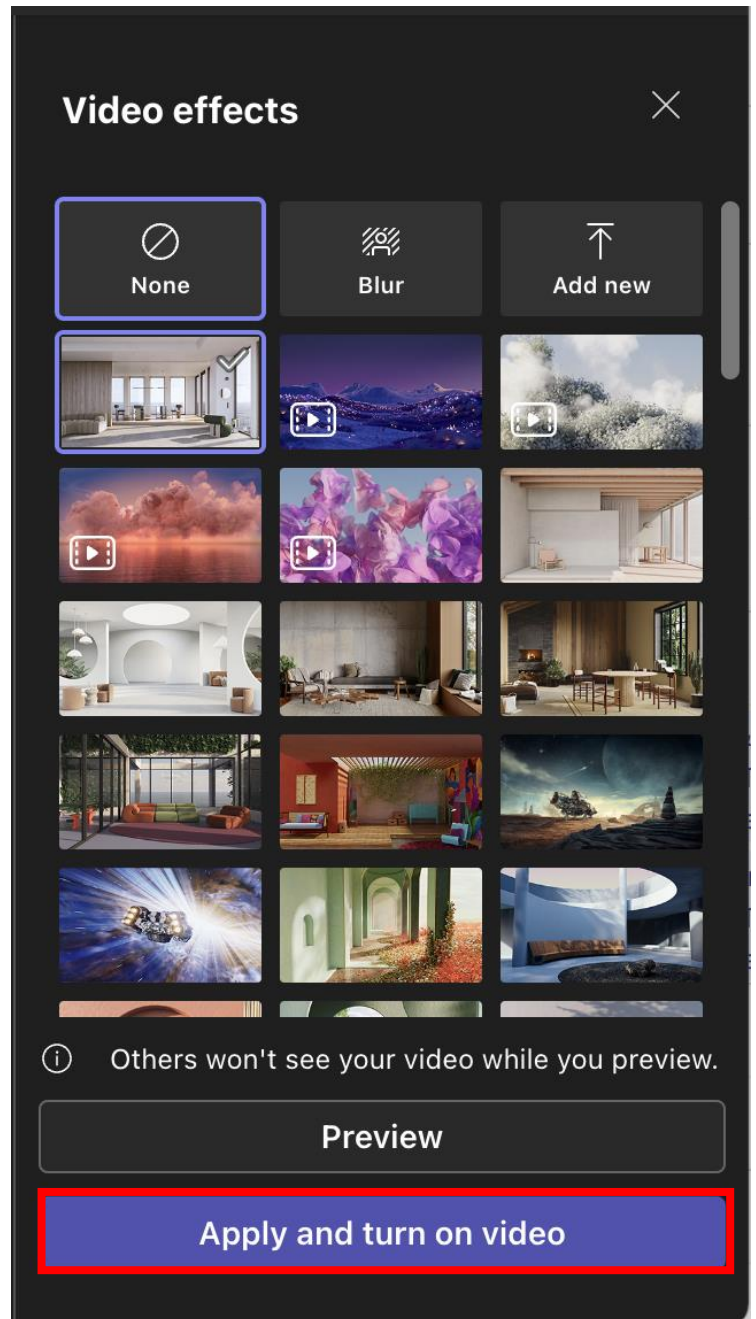 Video effects
None
Blur
Add new
Others won't see your video while you preview.
Preview
Apply and turn on video